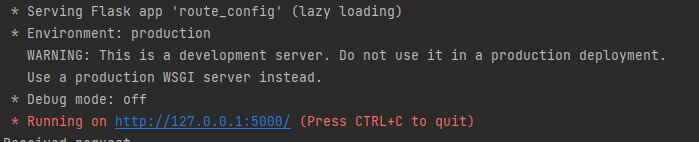 * Serving Flask app 'route_config' (lazy loading)
* Environment: production
WARNING: This is a development server. Do not use it in a production deployment.
Use a production WSGI server instead.
* Debug mode: off
* Running on http://127.0.0.1:5000/ (Press CTRL+C to quit)
Received request